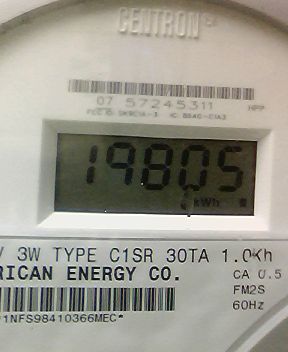 CENTRON
07 57245311 HPP
19805
kWh
V 3W TYPE C1SR 30TA 1.0Kh
RICAN ENERGY CO. CA 0.5
FM2S
60Hz
*1NFS98410366MEC*